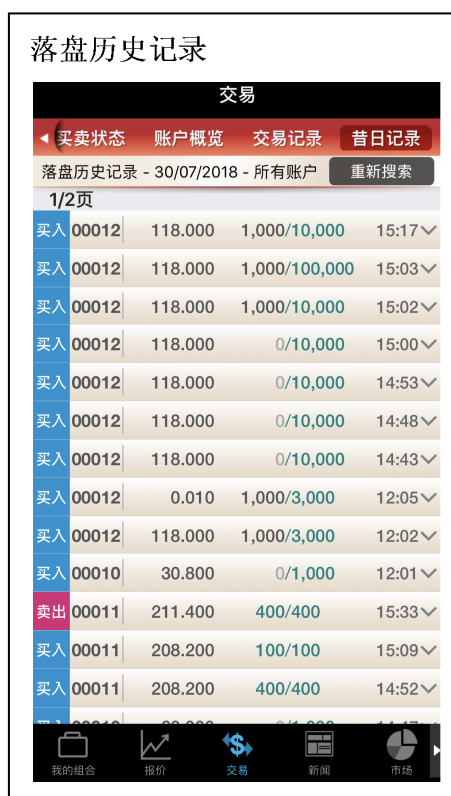 落盘历史记录
交易
买卖状态 账户概览 交易记录 昔日记录
落盘历史记录 - 30/07/2018 - 所有账户 重新搜索
1/2页
买入 00012 118.000 1,000/10,000 15:17
买入 00012 118.000 1,000/100,000 15:03
买入 00012 118.000 1,000/10,000 15:02
买入 00012 118.000 0/10,000 15:00
买入 00012 118.000 0/10,000 14:53
买入 00012 118.000 0/10,000 14:48
买入 00012 118.000 0/10,000 14:43
买入 00012 0.010 1,000/3,000 12:05
买入 00012 118.000 1,000/3,000 12:02
买入 00010 30.800 0/1,000 12:01
卖出 00011 211.400 400/400 15:33
买入 00011 208.200 100/100 15:09
买入 00011 208.200 400/400 14:52
我的组合 报价 交易 新闻 市场